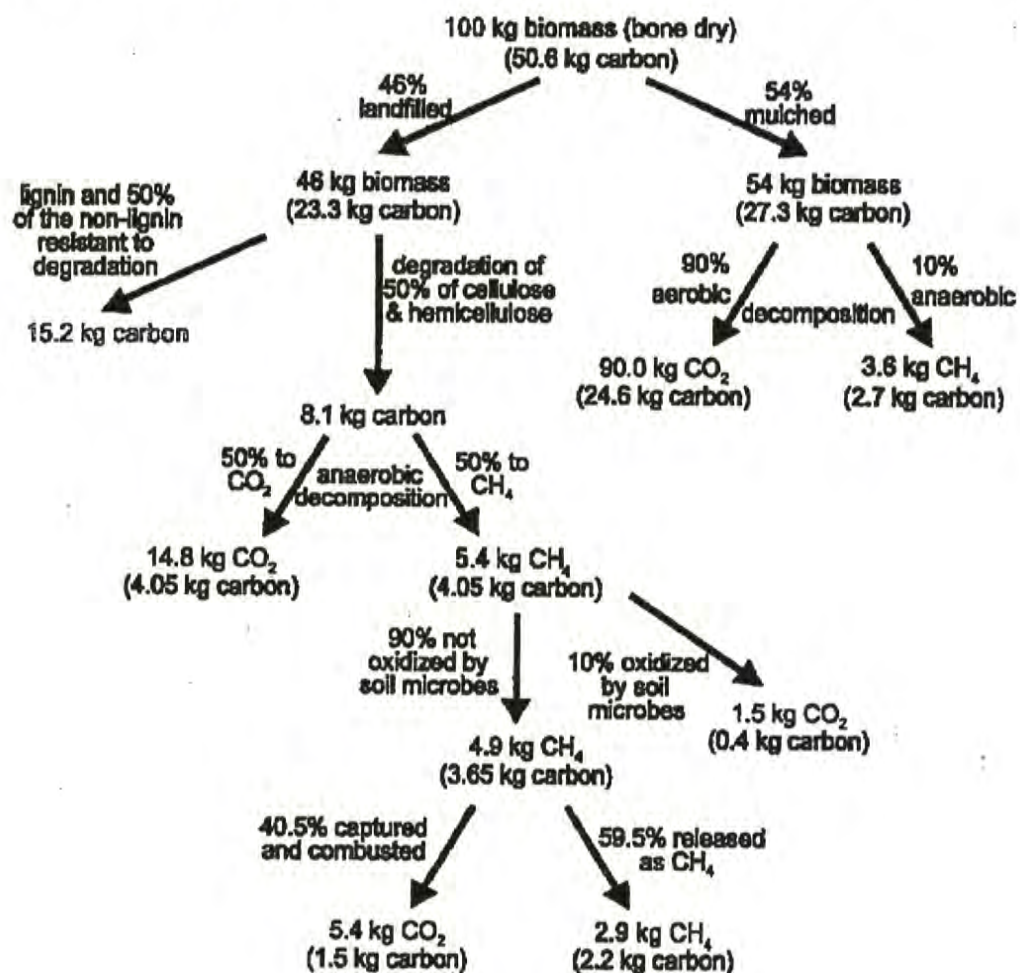 100 kg biomass (bone dry)
(50.6 kg carbon)
46%
landfilled
54%
mulched
46 kg biomass
(23.3 kg carbon)
54 kg biomass
(27.3 kg carbon)
lignin and 50%
of the non-lignin
resistant to
degradation
degradation of
50% of cellulose
& hemicellulose
90%
aerobic
10%
anaerobic
decomposition
15.2 kg carbon
90.0 kg CO₂
(24.6 kg carbon)
3.6 kg CH₄
(2.7 kg carbon)
8.1 kg carbon
50% to
CO₂
anaerobic
decomposition
50% to
CH₄
14.8 kg CO₂
(4.05 kg carbon)
5.4 kg CH₄
(4.05 kg carbon)
90% not
oxidized by
soil microbes
10% oxidized
by soil
microbes
1.5 kg CO₂
(0.4 kg carbon)
4.9 kg CH₄
(3.65 kg carbon)
40.5% captured
and combusted
59.5% released
as CH₄
5.4 kg CO₂
(1.5 kg carbon)
2.9 kg CH₄
(2.2 kg carbon)